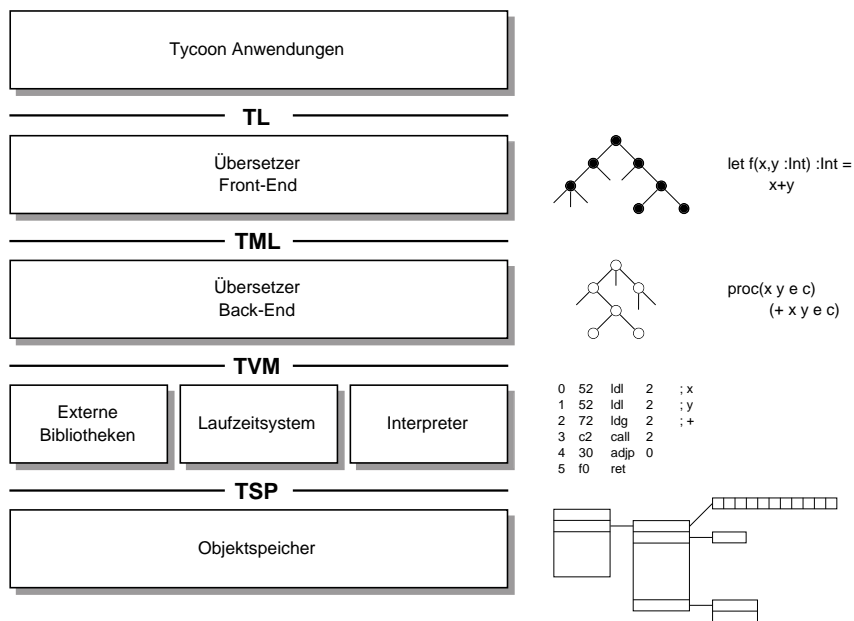 Tycoon Anwendungen
TL
Übersetzer
Front-End
let f(x,y :Int) :Int =
x+y
TML
Übersetzer
Back-End
proc(x y e c)
(+ x y e c)
TVM
Externe
Bibliotheken
Laufzeitsystem
Interpreter
0 52 ldl 2 ; x
1 52 ldl 2 ; y
2 72 ldg 2 ; +
3 c2 call 2
4 30 adjp 0
5 f0 ret
TSP
Objektspeicher